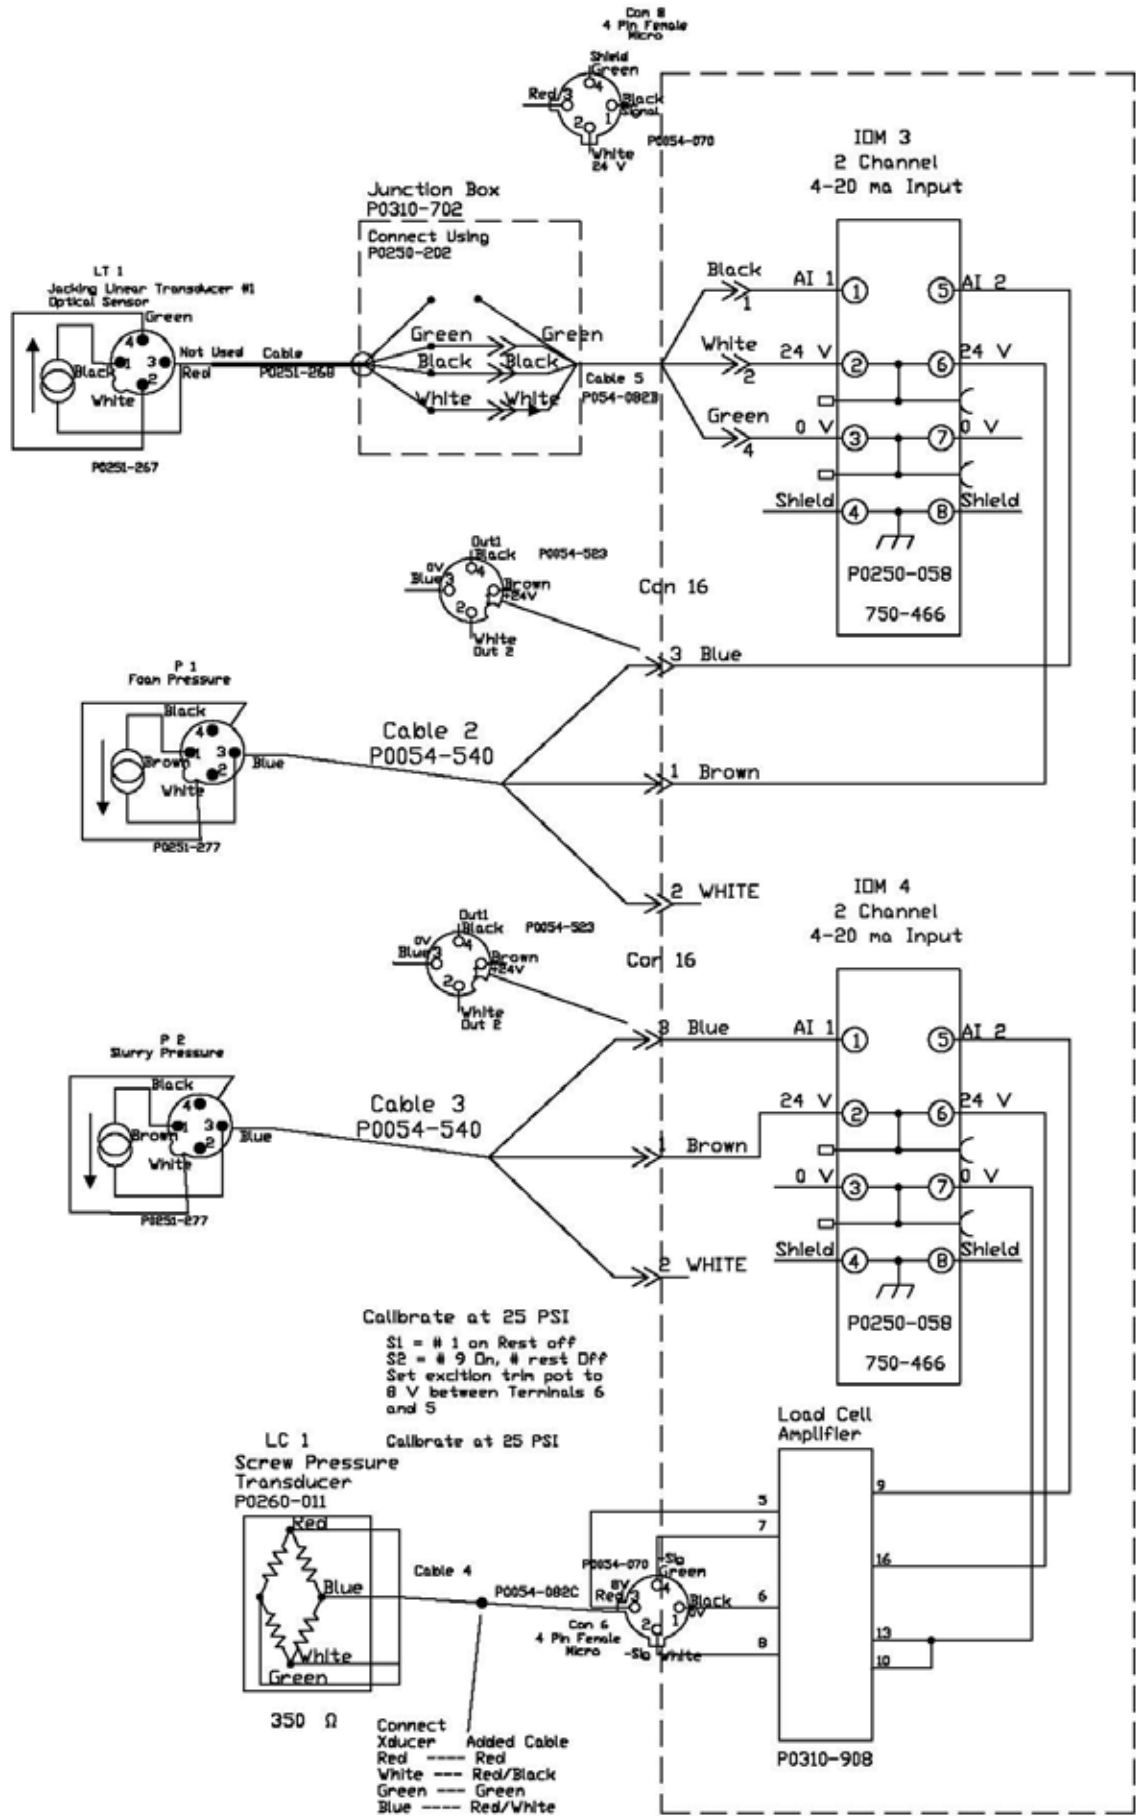 Con 8
4 Pin Female
Micro
Shield
Green
Red/3
4
Black
Signal
1
2
White
24 V
P0054-070
IOM 3
2 Channel
4-20 ma Input
Junction Box
P0310-702
Connect Using
P0250-202
LT 1
Jacking Linear Transducer #1
Optical Sensor
Green
4
Not Used
Red
Black
1
3
2
White
P0251-267
Cable
P0251-268
Green
Green
Black
Black
White
White
Cable 5
P054-082B
Black
1
White
2
Green
4
AI 1
1
5
AI 2
24 V
2
6
24 V
0 V
3
7
0 V
Shield
4
8
Shield
P0250-058
750-466
Out1
Black
P0054-523
0V
Blue
3
4
Brown
+24V
2
White
Out 2
Con 16
3 Blue
P 1
Foam Pressure
Black
4
Brown
1
3
2
White
Blue
P0251-277
Cable 2
P0054-540
1 Brown
2 WHITE
IOM 4
2 Channel
4-20 ma Input
Out1
Black
P0054-523
0V
Blue
3
4
Brown
+24V
2
White
Out 2
Con 16
3 Blue
AI 1
1
5
AI 2
P 2
Slurry Pressure
Black
4
Brown
1
3
2
White
Blue
P0251-277
Cable 3
P0054-540
24 V
2
6
24 V
1 Brown
0 V
3
7
0 V
2 WHITE
Shield
4
8
Shield
P0250-058
750-466
Calibrate at 25 PSI
S1 = # 1 on Rest off
S2 = # 9 On, # rest Off
Set excition trim pot to
8 V between Terminals 6
and 5
Calibrate at 25 PSI
Load Cell
Amplifier
LC 1
Screw Pressure
Transducer
P0260-011
Red
Blue
White
Green
350 Ω
Cable 4
P0054-082C
P0054-070
-Sig
Green
8V
Red/3
4
Black
0V
2
1
Con 6
4 Pin Female
Micro
-Sig White
5
7
6
8
9
16
13
10
P0310-908
Connect
Xducer Added Cable
Red ---- Red
White --- Red/Black
Green --- Green
Blue ---- Red/White